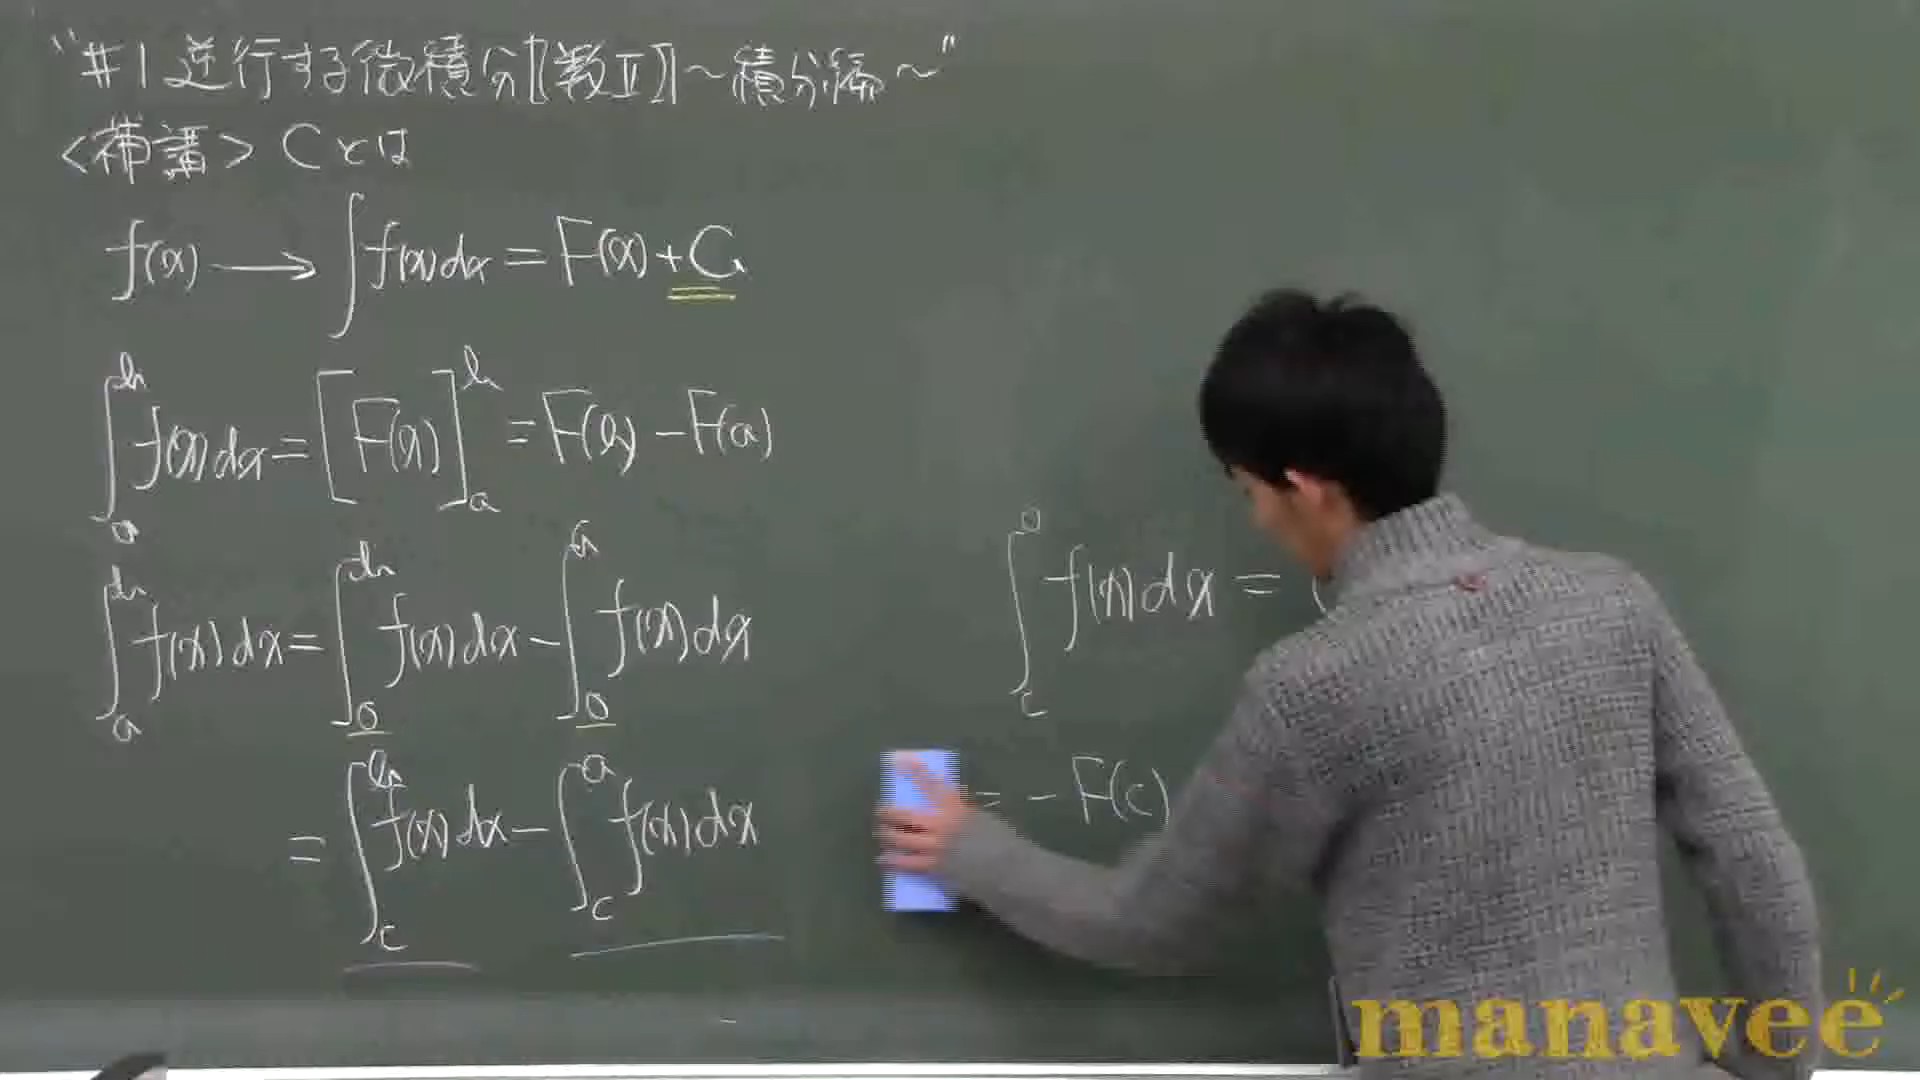 "#1 逆行する微積分【数Ⅱ】～積分編～"
<補講> Cとは
f(x) → ∫f(x)dx = F(x) + C
∫_a^b f(x)dx = [F(x)]_a^b = F(b) - F(a)
∫_a^b f(x)dx = ∫_0^b f(x)dx - ∫_0^a f(x)dx
= ∫_c^b f(x)dx - ∫_c^a f(x)dx
∫_c^0 f(x)dx =
= -F(c)
manavee